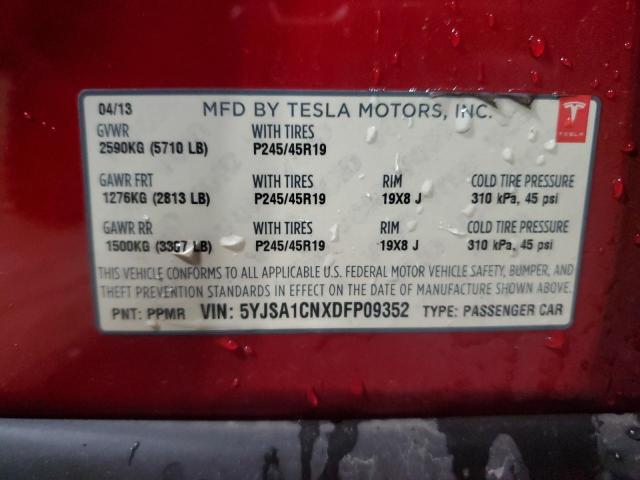 04/13 MFD BY TESLA MOTORS, INC.
GVWR WITH TIRES
2590KG (5710 LB) P245/45R19
TESLA
GAWR FRT WITH TIRES RIM COLD TIRE PRESSURE
1276KG (2813 LB) P245/45R19 19X8 J 310 kPa, 45 psi
GAWR RR WITH TIRES RIM COLD TIRE PRESSURE
1500KG (3307 LB) P245/45R19 19X8 J 310 kPa, 45 psi
THIS VEHICLE CONFORMS TO ALL APPLICABLE U.S. FEDERAL MOTOR VEHICLE SAFETY, BUMPER, AND
THEFT PREVENTION STANDARDS IN EFFECT ON THE DATE OF MANUFACTURE SHOWN ABOVE.
PNT: PPMR VIN: 5YJSA1CNXDFP09352 TYPE: PASSENGER CAR